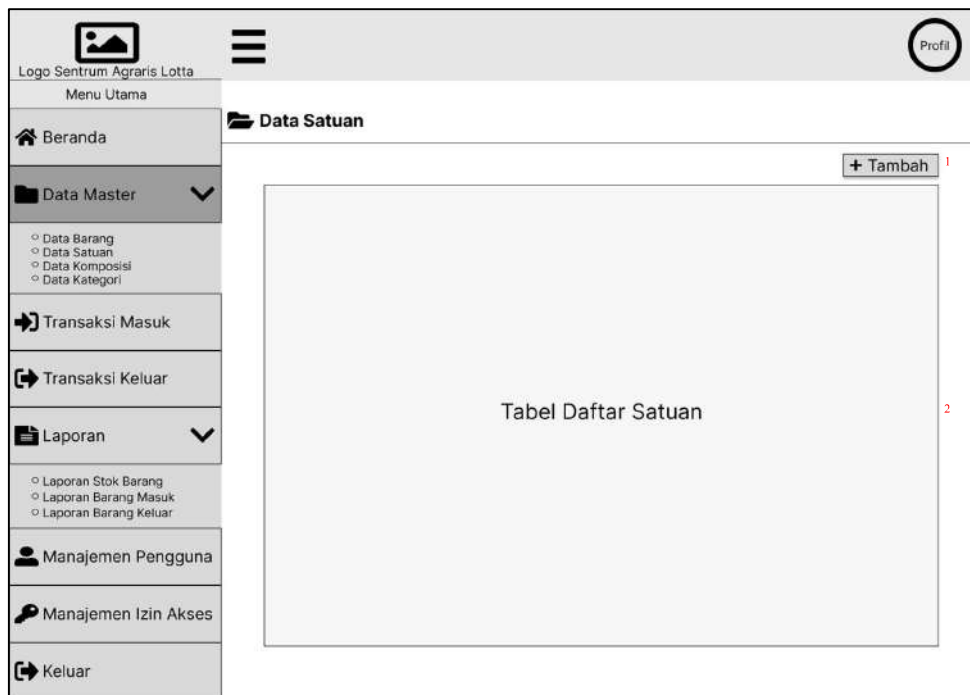 Logo Sentrum Agraris Lotta
Profil
Menu Utama
Beranda
Data Master
Data Barang
Data Satuan
Data Komposisi
Data Kategori
Transaksi Masuk
Transaksi Keluar
Laporan
Laporan Stok Barang
Laporan Barang Masuk
Laporan Barang Keluar
Manajemen Pengguna
Manajemen Izin Akses
Keluar
Data Satuan
+ Tambah 1
Tabel Daftar Satuan 2